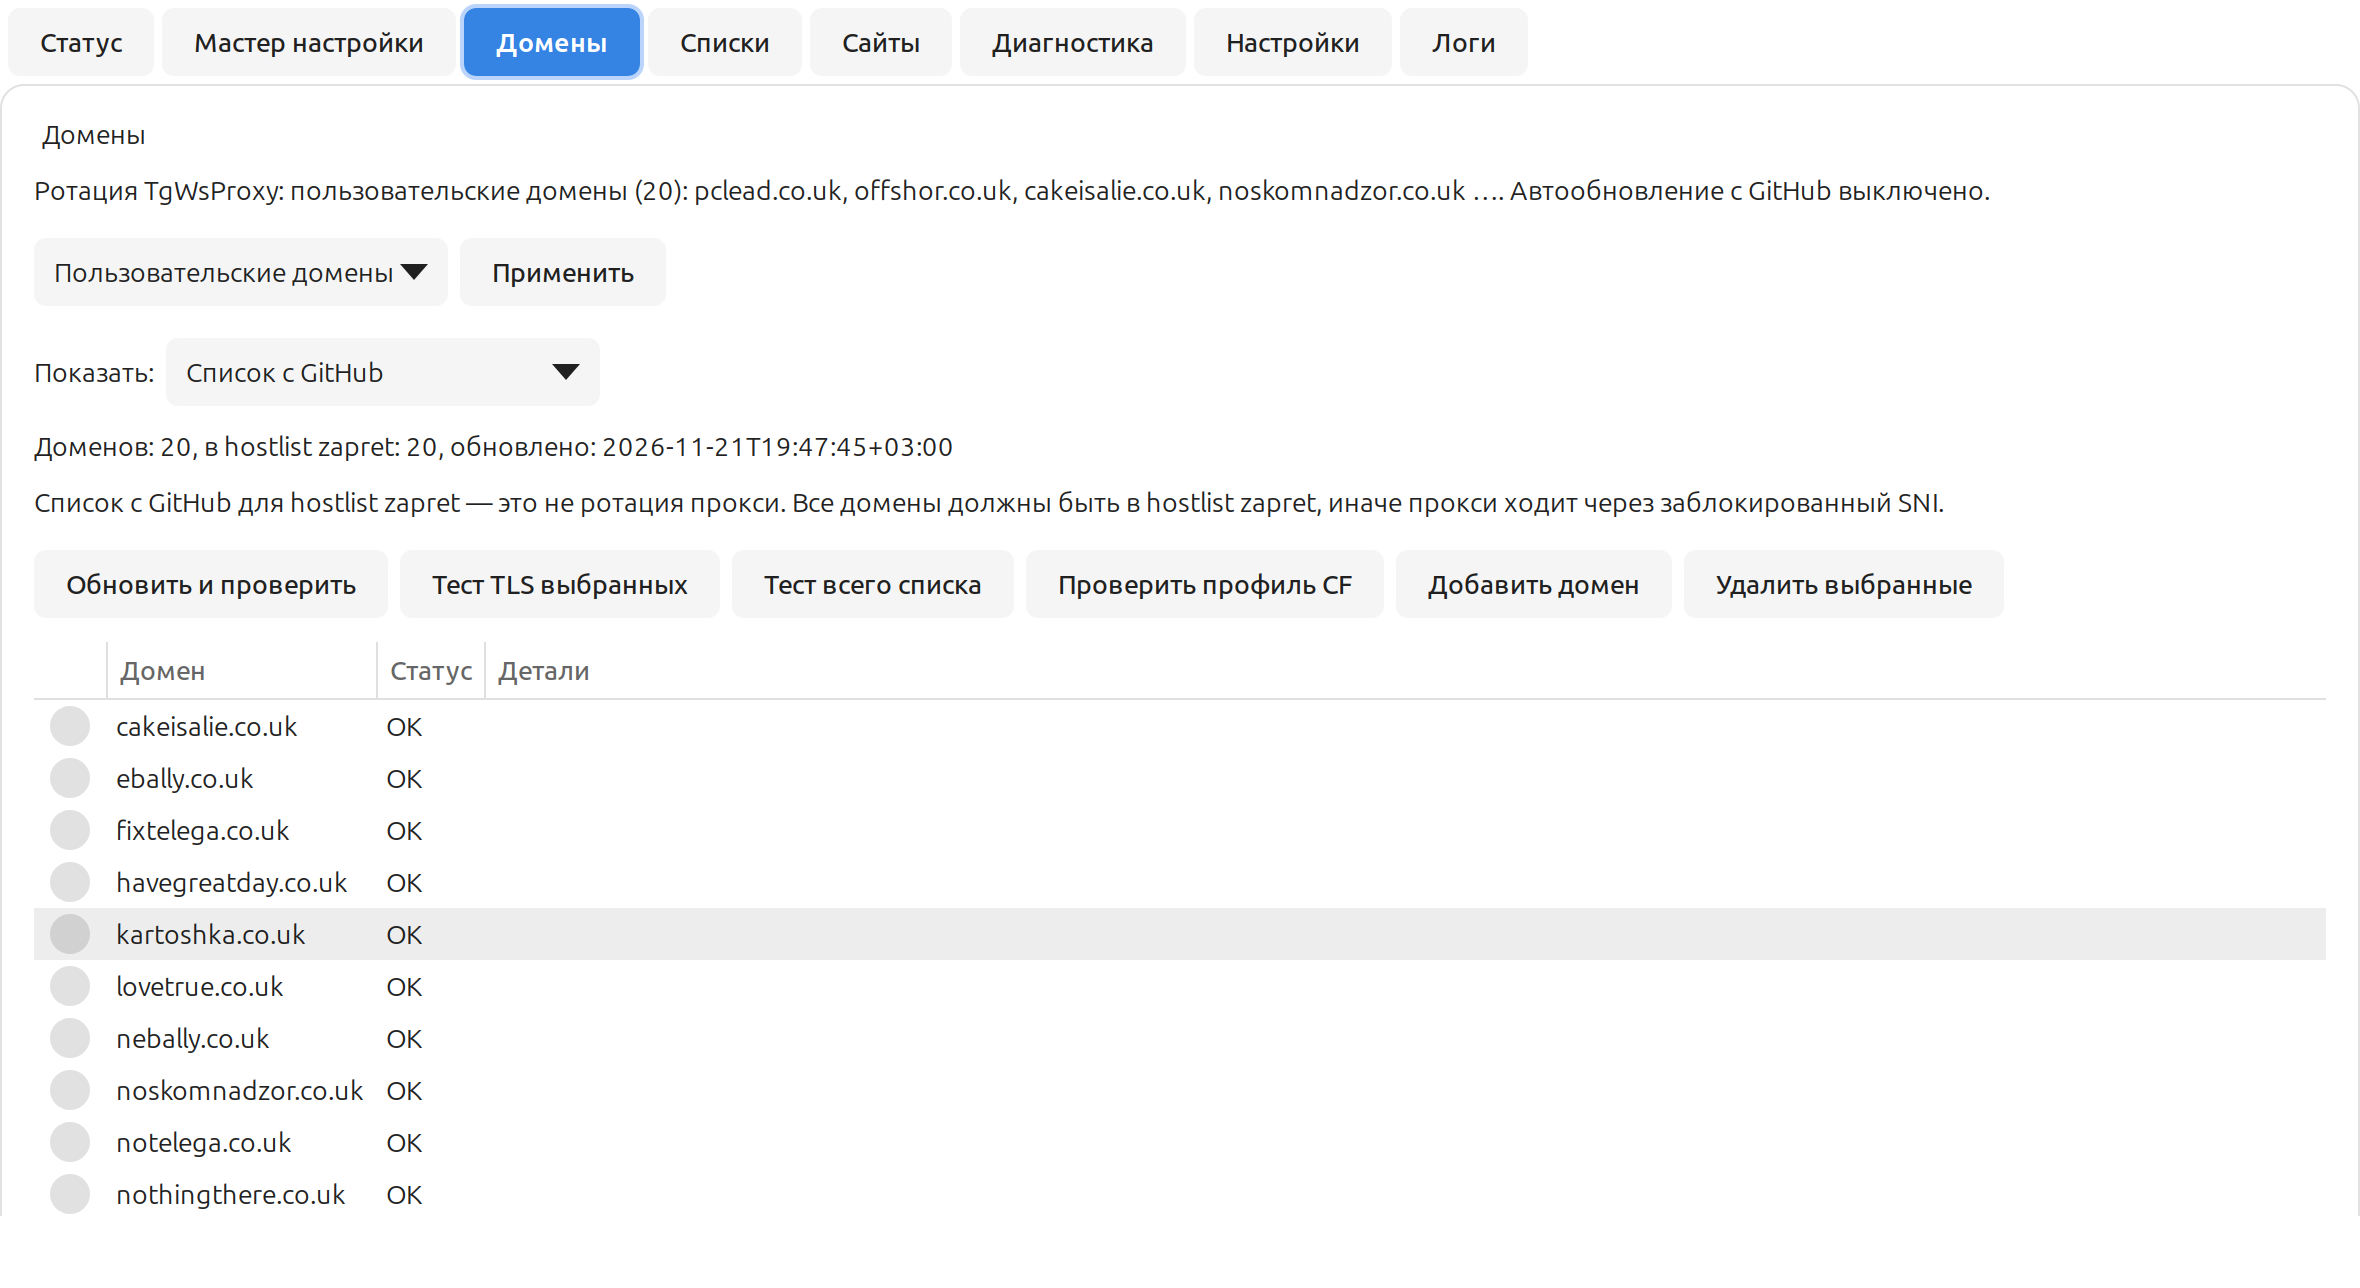 Статус Мастер настройки Домены Списки Сайты Диагностика Настройки Логи
Домены
Ротация TgWsProxy: пользовательские домены (20): pclead.co.uk, offshor.co.uk, cakeisalie.co.uk, noskomnadzor.co.uk …. Автообновление с GitHub выключено.
Пользовательские домены Применить
Показать: Список с GitHub
Доменов: 20, в hostlist zapret: 20, обновлено: 2026-11-21T19:47:45+03:00
Список с GitHub для hostlist zapret — это не ротация прокси. Все домены должны быть в hostlist zapret, иначе прокси ходит через заблокированный SNI.
Обновить и проверить Тест TLS выбранных Тест всего списка Проверить профиль CF Добавить домен Удалить выбранные
Домен Статус Детали
cakeisalie.co.uk OK
ebally.co.uk OK
fixtelega.co.uk OK
havegreatday.co.uk OK
kartoshka.co.uk OK
lovetrue.co.uk OK
nebally.co.uk OK
noskomnadzor.co.uk OK
notelega.co.uk OK
nothingthere.co.uk OK